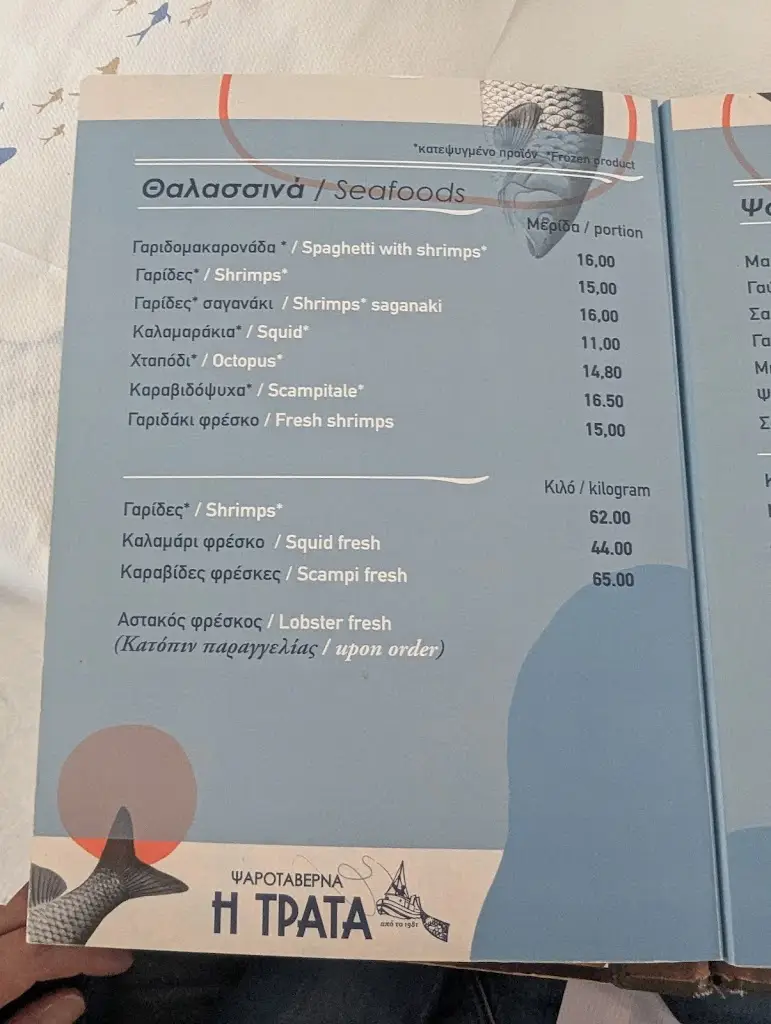 *κατεψυγμένο προϊόν *Frozen product
Θαλασσινά / Seafoods
Μερίδα / portion
Γαριδομακαρονάδα * / Spaghetti with shrimps* 16,00
Γαρίδες* / Shrimps* 15,00
Γαρίδες* σαγανάκι / Shrimps* saganaki 16,00
Καλαμαράκια* / Squid* 11,00
Χταπόδι* / Octopus* 14,80
Καραβιδόψυχα* / Scampitale* 16.50
Γαριδάκι φρέσκο / Fresh shrimps 15,00
Κιλό / kilogram
Γαρίδες* / Shrimps* 62.00
Καλαμάρι φρέσκο / Squid fresh 44.00
Καραβίδες φρέσκες / Scampi fresh 65.00
Αστακός φρέσκος / Lobster fresh
(Κατόπιν παραγγελίας / upon order)
ΨΑΡΟΤΑΒΕΡΝΑ
Η ΤΡΑΤΑ
από το 1981